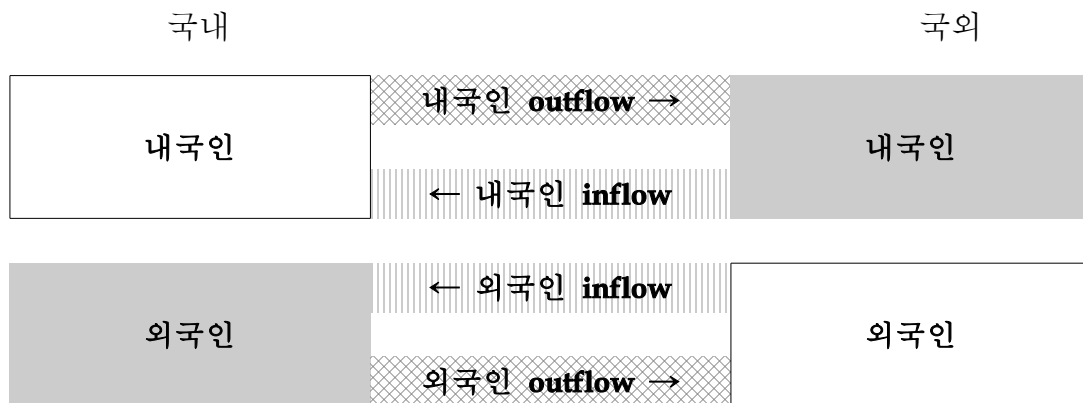 국내 국외
내국인 outflow →
내국인 내국인
← 내국인 inflow
← 외국인 inflow
외국인 외국인
외국인 outflow →